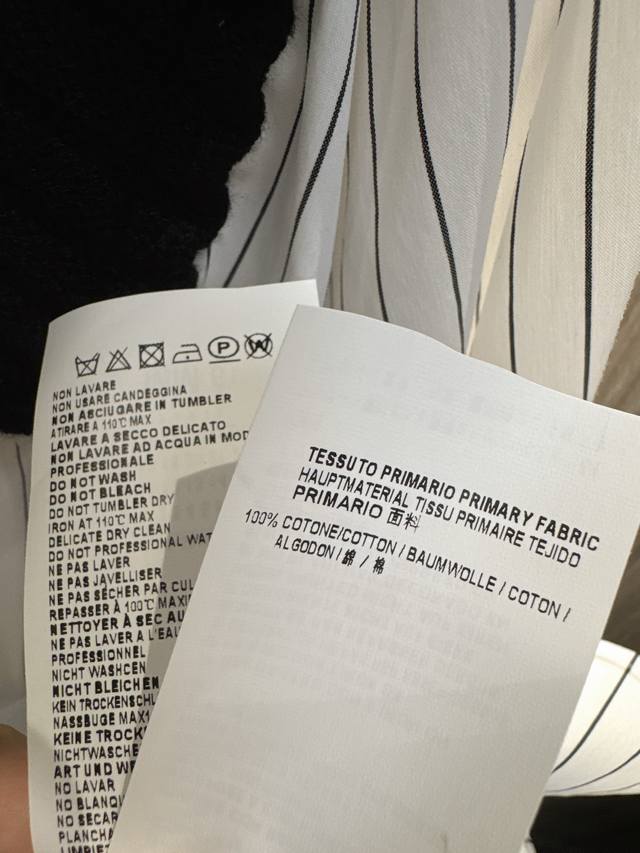 P
W
NON LAVARE
NON USARE CANDEGGINA
NON ASCIUGARE IN TUMBLER
ATIRARE A 110℃ MAX
LAVARE A SECCO DELICATO
NON LAVARE AD ACQUA IN MOD
PROFESSIONALE
DO NOT WASH
DO NOT BLEACH
DO NOT TUMBLER DRY
IRON AT 110℃ MAX
DELICATE DRY CLEAN
DO NOT PROFESSIONAL WAT
NE PAS LAVER
NE PAS JAVELLISER
NE PAS SÈCHER PAR CUL
REPASSER À 100℃ MAXI
NETTOYER À SEC AU
NE PAS LAVER A L'EAU
PROFESSIONNEL
NICHT WASHCEN
NICHT BLEICHEN
KEIN TROCKENSCHL
NASSBUGE MAX1
KEINE TROCK
NICHTWASCHE
ART UND WE
NO LAVAR
NO BLANQU
NO SECAR
PLANCHA
LIMPIE
TESSUTO PRIMARIO PRIMARY FABRIC
HAUPTMATERIAL TISSU PRIMAIRE TEJIDO
PRIMARIO 面料
100% COTONE/COTTON / BAUMWOLLE / COTON /
ALGODON / 綿 / 棉